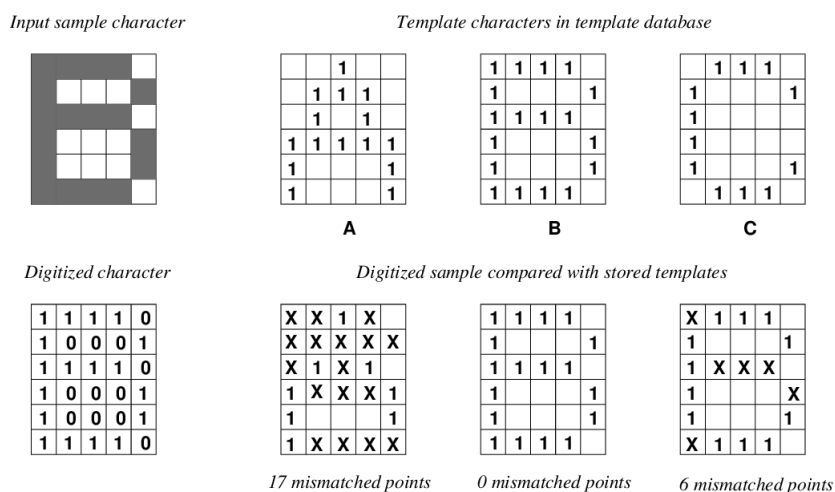 Input sample character
Template characters in template database
1
1 1 1
1 1
1 1 1 1 1
1 1
1 1
A
1 1 1 1
1 1
1 1 1 1
1 1
1 1
1 1 1 1
B
1 1 1
1 1
1
1
1 1
1 1 1
C
Digitized character
Digitized sample compared with stored templates
1 1 1 1 0
1 0 0 0 1
1 1 1 1 0
1 0 0 0 1
1 0 0 0 1
1 1 1 1 0
X X 1 X
X X X X X
X 1 X 1
1 X X X 1
1 1
1 X X X X
17 mismatched points
1 1 1 1
1 1
1 1 1 1
1 1
1 1
1 1 1 1
0 mismatched points
X 1 1 1
1 1
1 X X X
1 X
1 1
X 1 1 1
6 mismatched points